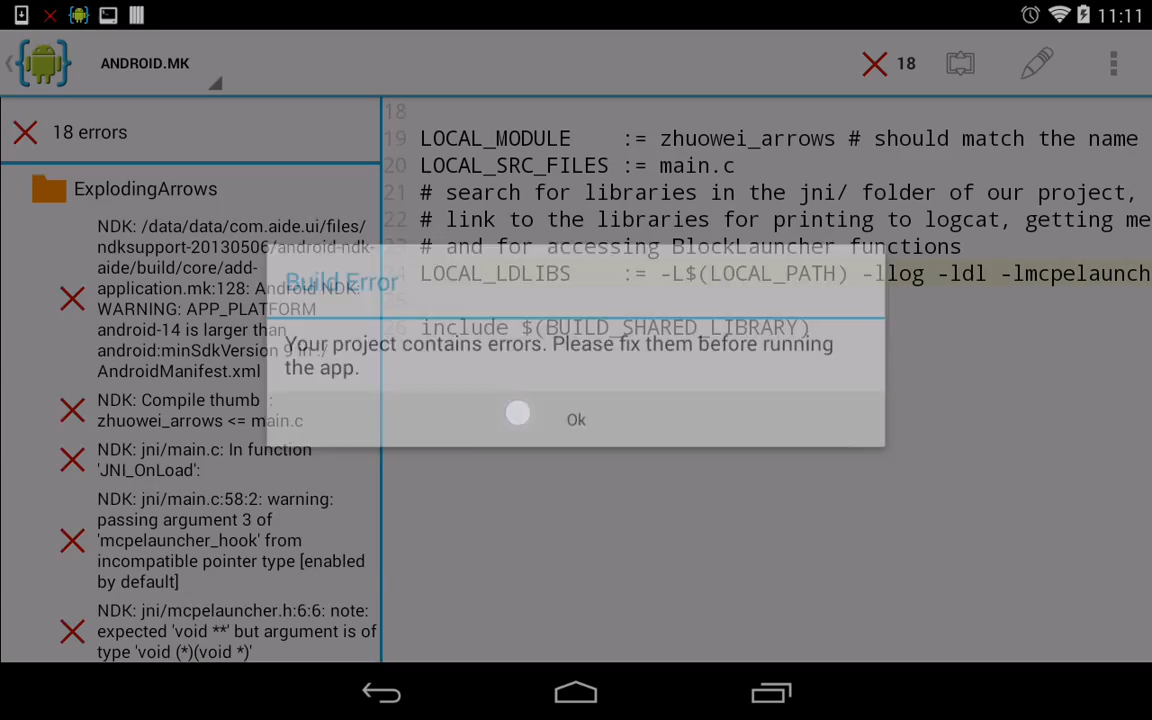 11:11
ANDROID.MK
18
18 errors
ExplodingArrows
NDK: /data/data/com.aide.ui/files/
ndksupport-20130506/android-ndk-
aide/build/core/add-
application.mk:128: Android NDK:
WARNING: APP_PLATFORM
android-14 is larger than
android:minSdkVersion 9 in ./
AndroidManifest.xml
NDK: Compile thumb :
zhuowei_arrows <= main.c
NDK: jni/main.c: In function
'JNI_OnLoad':
NDK: jni/main.c:58:2: warning:
passing argument 3 of
'mcpelauncher_hook' from
incompatible pointer type [enabled
by default]
NDK: jni/mcpelauncher.h:6:6: note:
expected 'void **' but argument is of
type 'void (*)(void *)'
18
19 LOCAL_MODULE := zhuowei_arrows # should match the name
20 LOCAL_SRC_FILES := main.c
21 # search for libraries in the jni/ folder of our project,
22 # link to the libraries for printing to logcat, getting me
23 # and for accessing BlockLauncher functions
LOCAL_LDLIBS := -L$(LOCAL_PATH) -llog -ldl -lmcpelaunch
26 include $(BUILD_SHARED_LIBRARY)
Build Error
Your project contains errors. Please fix them before running
the app.
Ok